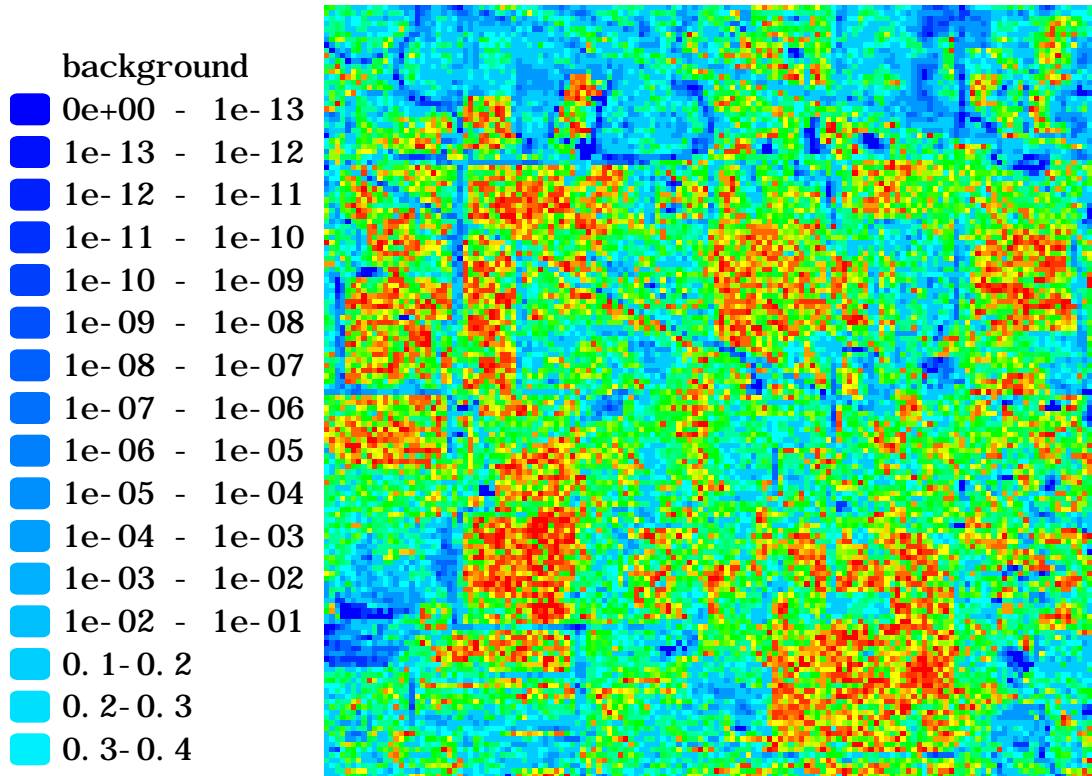 background
0e+00 - 1e-13
1e-13 - 1e-12
1e-12 - 1e-11
1e-11 - 1e-10
1e-10 - 1e-09
1e-09 - 1e-08
1e-08 - 1e-07
1e-07 - 1e-06
1e-06 - 1e-05
1e-05 - 1e-04
1e-04 - 1e-03
1e-03 - 1e-02
1e-02 - 1e-01
0.1-0.2
0.2-0.3
0.3-0.4